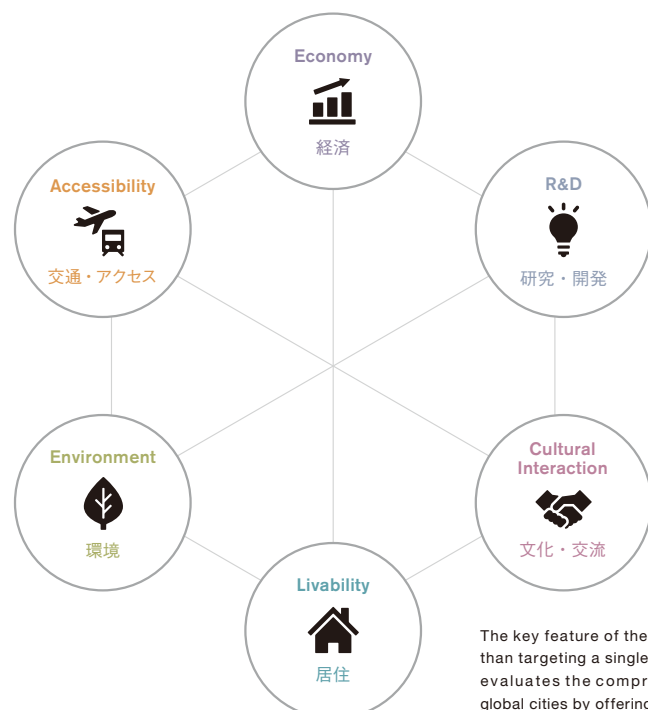 Economy
経済
Accessibility
交通・アクセス
R&D
研究・開発
Environment
環境
Cultural
Interaction
文化・交流
Livability
居住
The key feature of the
than targeting a single
evaluates the compr
global cities by offering